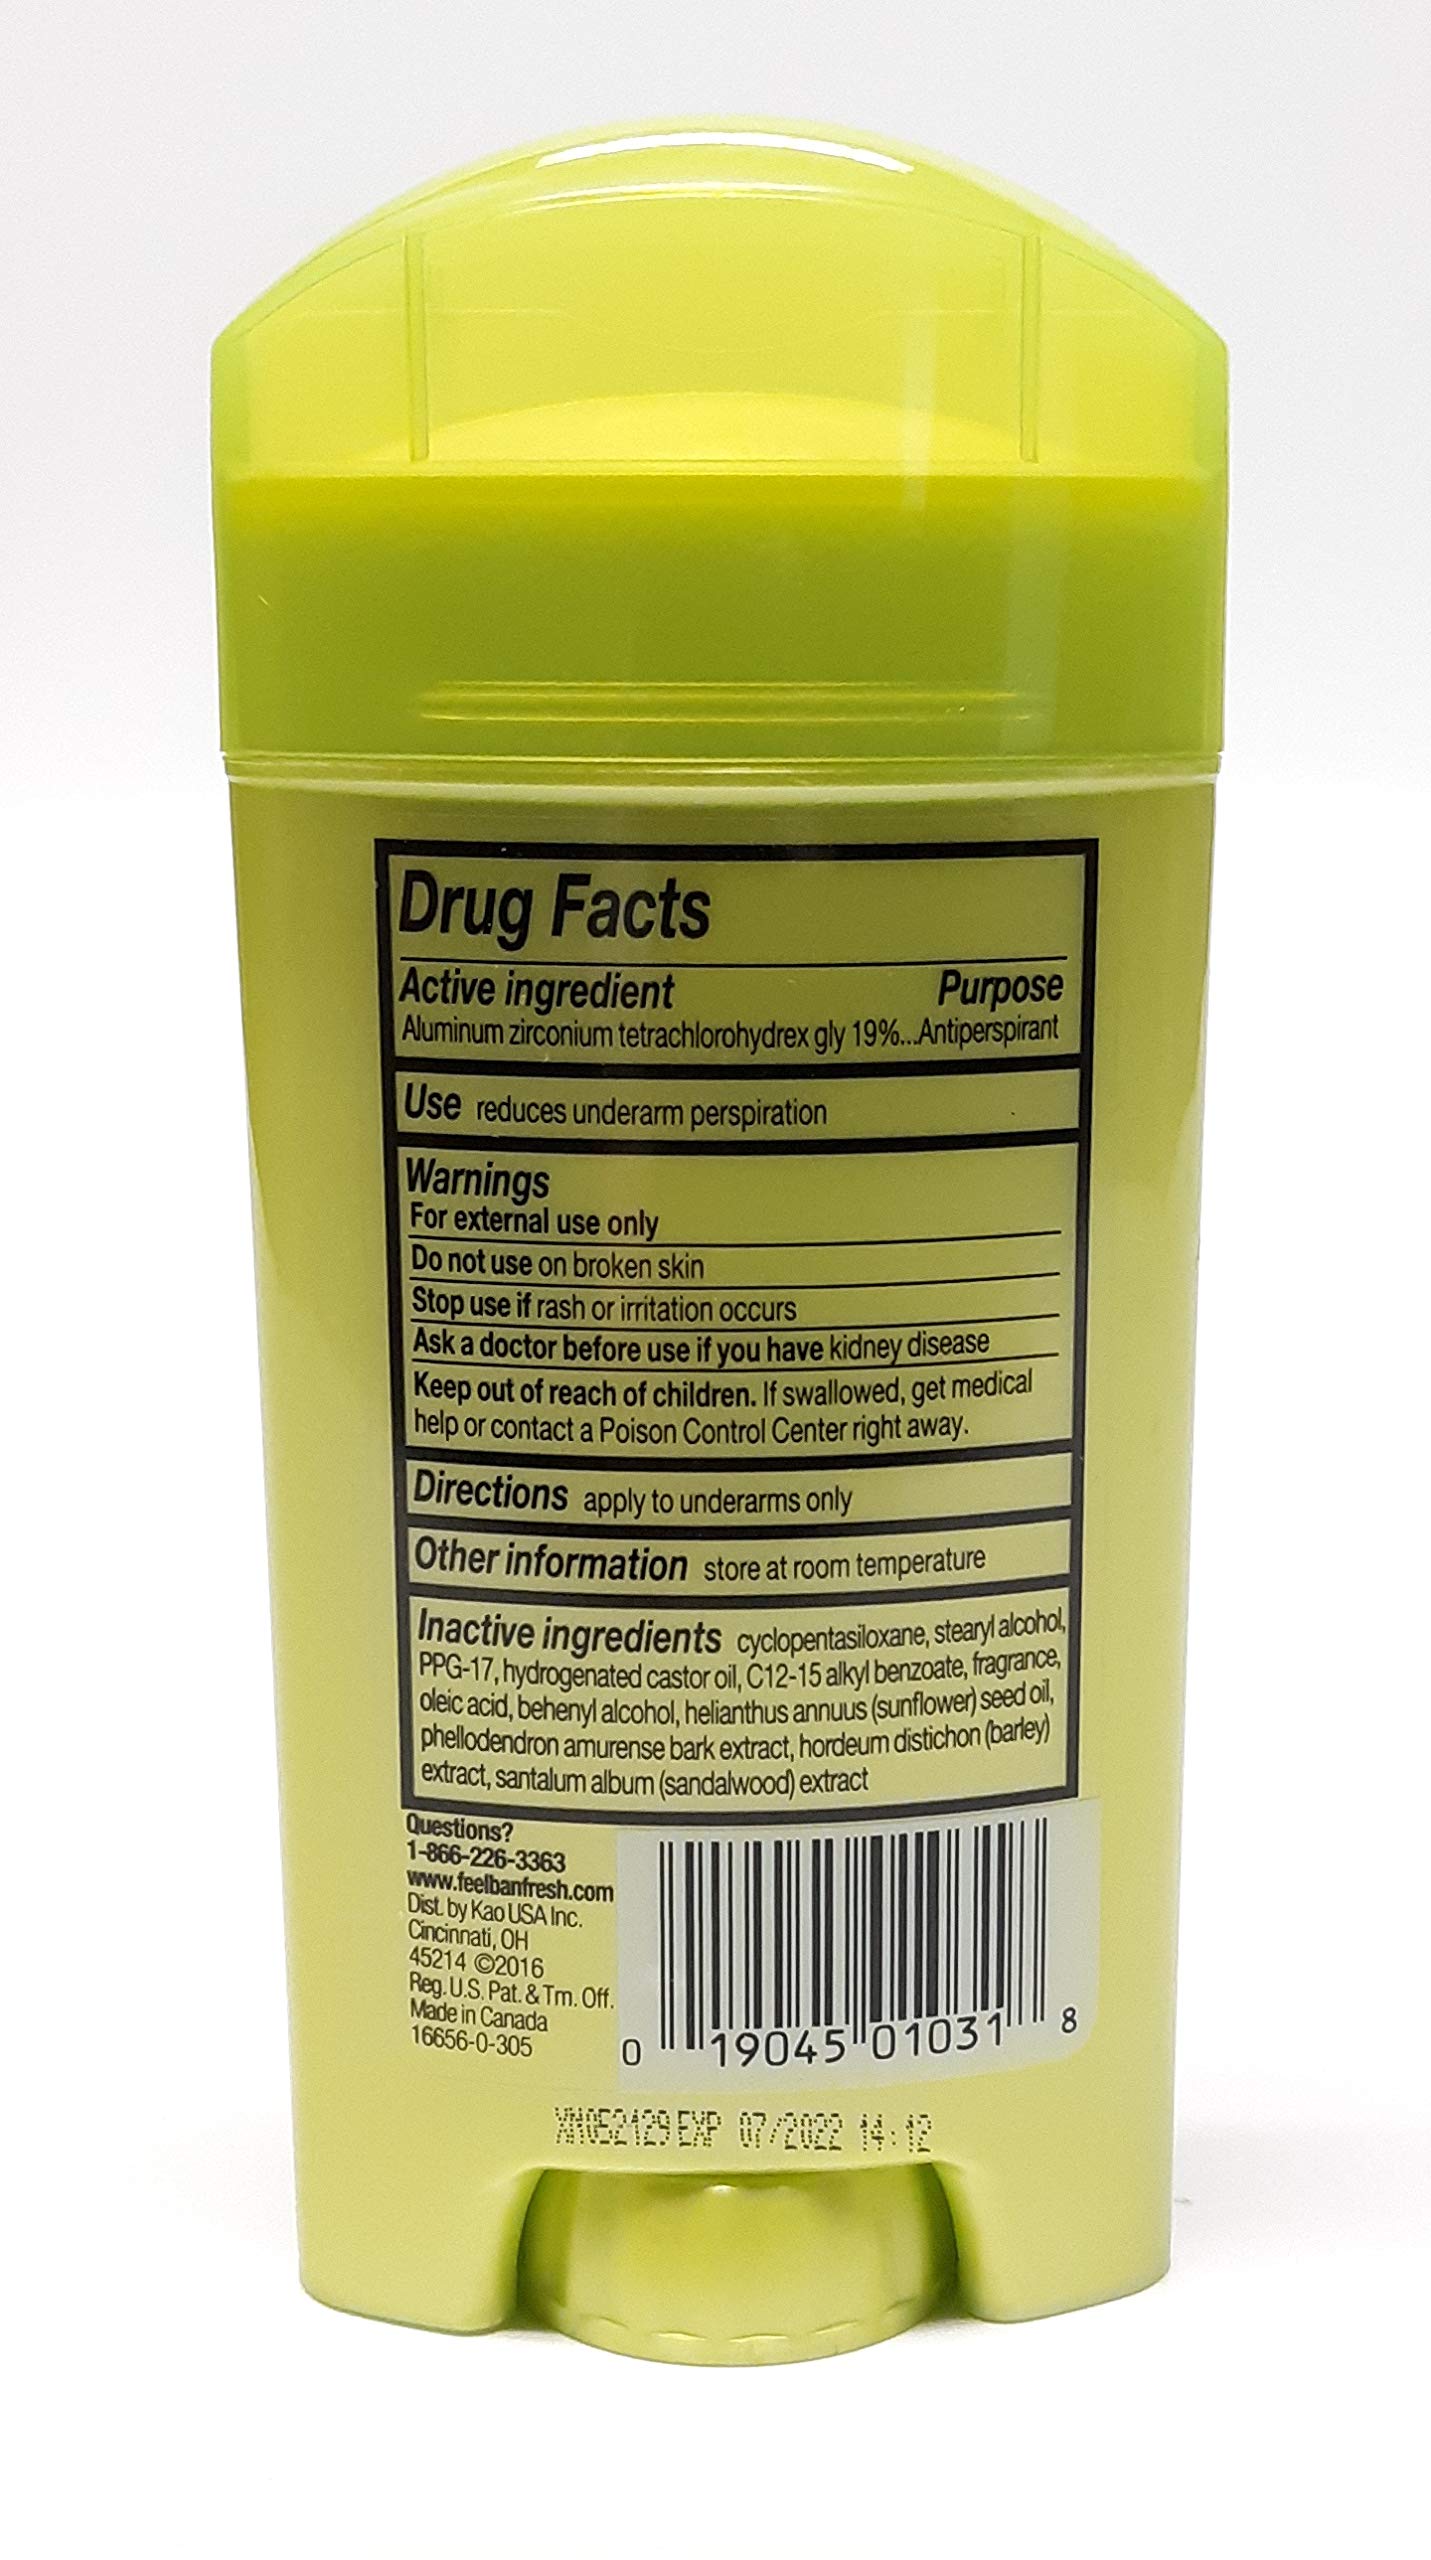 Drug Facts
Active ingredient Purpose
Aluminum zirconium tetrachlorohydrex gly 19%...Antiperspirant
Use reduces underarm perspiration
Warnings
For external use only
Do not use on broken skin
Stop use if rash or irritation occurs
Ask a doctor before use if you have kidney disease
Keep out of reach of children. If swallowed, get medical
help or contact a Poison Control Center right away.
Directions apply to underarms only
Other information store at room temperature
Inactive ingredients cyclopentasiloxane, stearyl alcohol,
PPG-17, hydrogenated castor oil, C12-15 alkyl benzoate, fragrance,
oleic acid, behenyl alcohol, helianthus annuus (sunflower) seed oil,
phellodendron amurense bark extract, hordeum distichon (barley)
extract, santalum album (sandalwood) extract
Questions?
1-866-226-3363
www.feelbanfresh.com
Dist. by Kao USA Inc.
Cincinnati, OH
45214 ©2016
Reg. U.S. Pat. & Tm. Off.
Made in Canada
16656-0-305
0 19045 01031 8
XM052129 EXP 07/2022 14:12